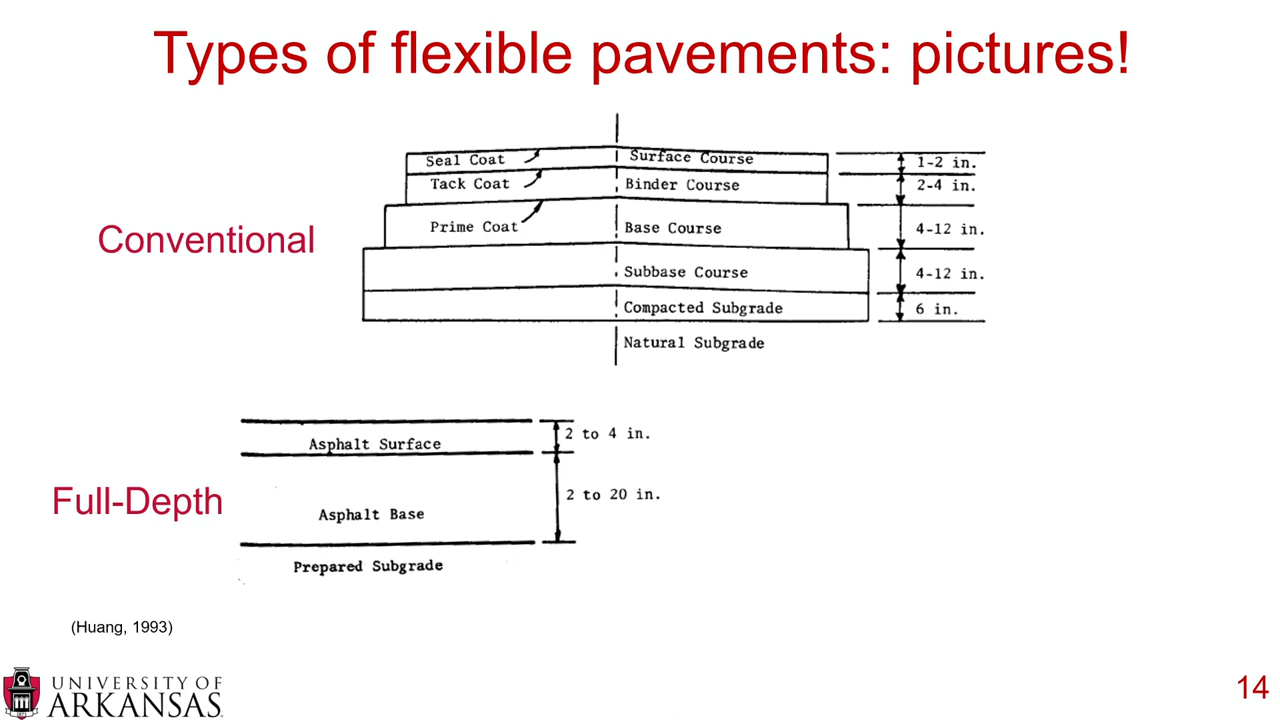 Types of flexible pavements: pictures!
Seal Coat
Surface Course
1-2 in.
Tack Coat
Binder Course
2-4 in.
Conventional
Prime Coat
Base Course
4-12 in.
Subbase Course
4-12 in.
Compacted Subgrade
6 in.
Natural Subgrade
Full-Depth
Asphalt Surface
2 to 4 in.
Asphalt Base
2 to 20 in.
Prepared Subgrade
(Huang, 1993)
UNIVERSITY OF
ARKANSAS
14